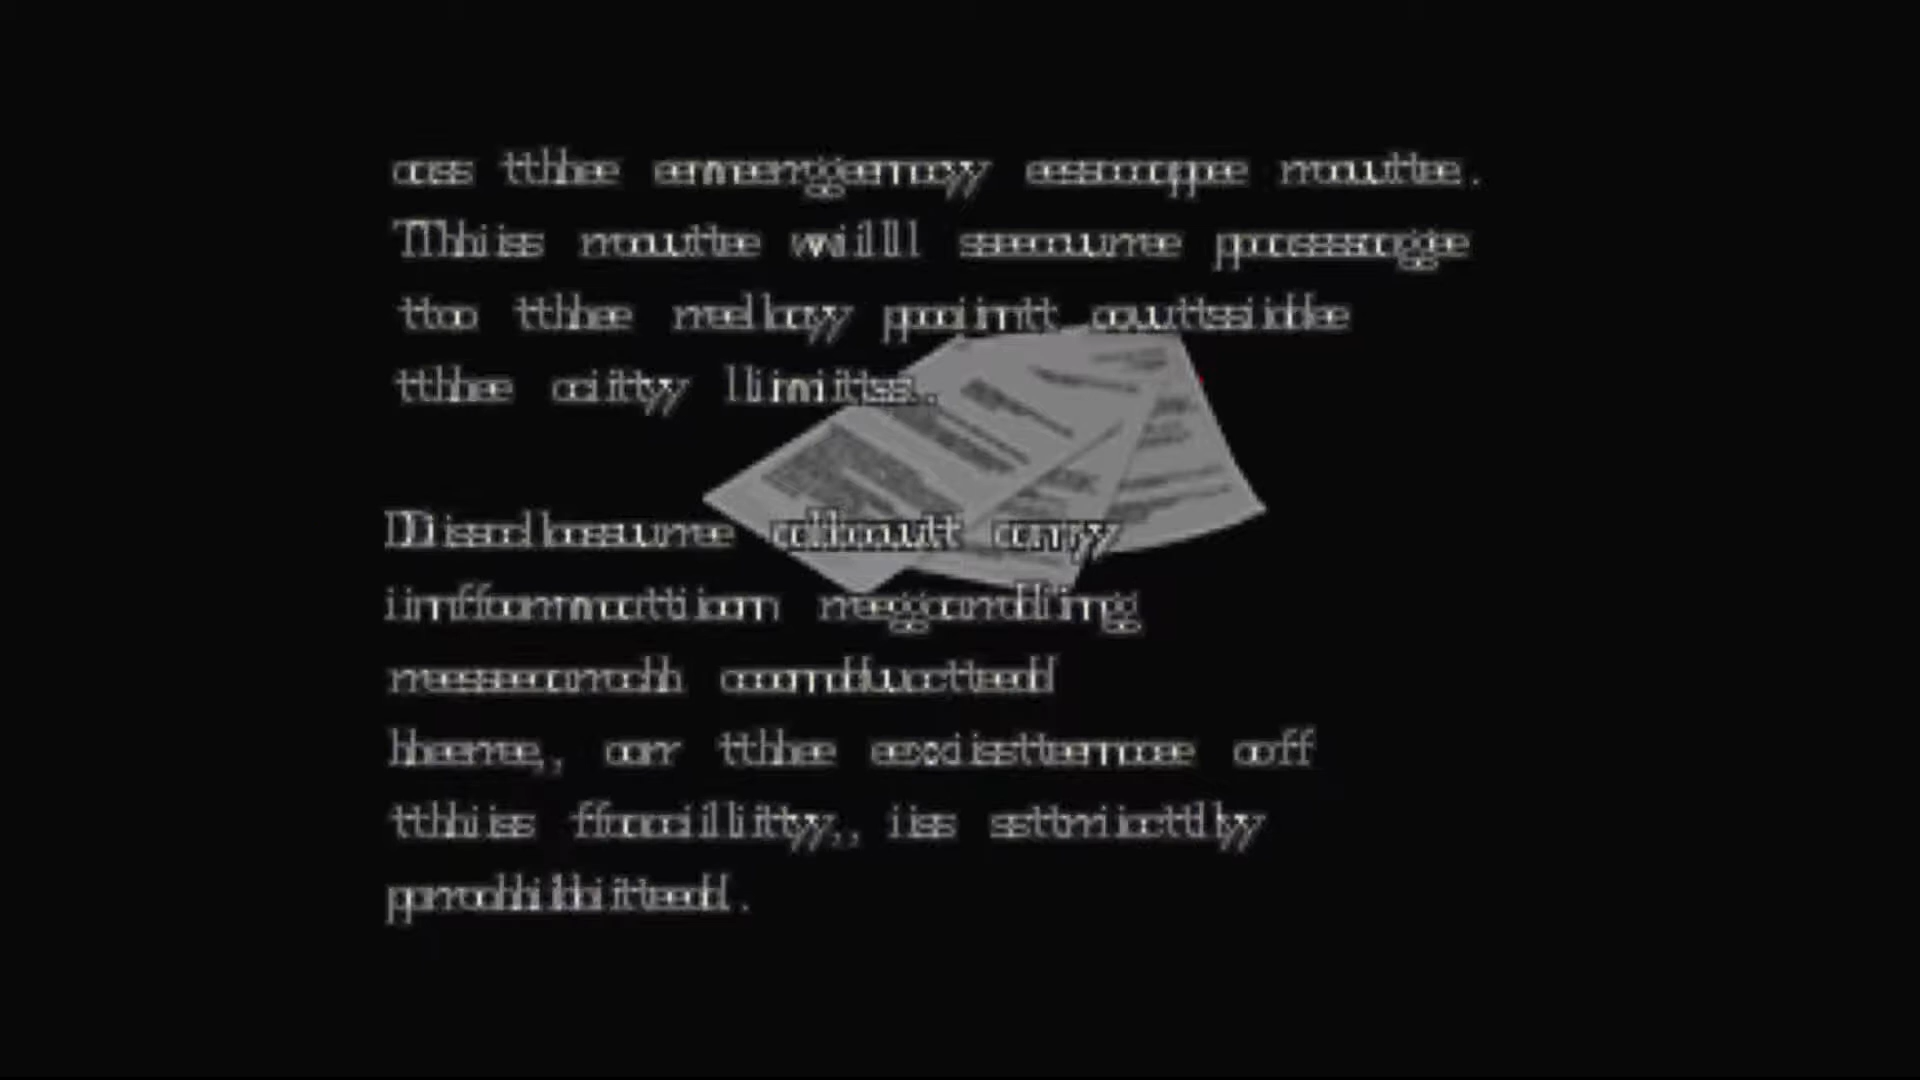 as the emergency escape route.
This route will secure passage
to the relay point outside
the city limits.
Disclosure about any
information regarding
research conducted
here, or the existence of
this facility, is strictly
prohibited.